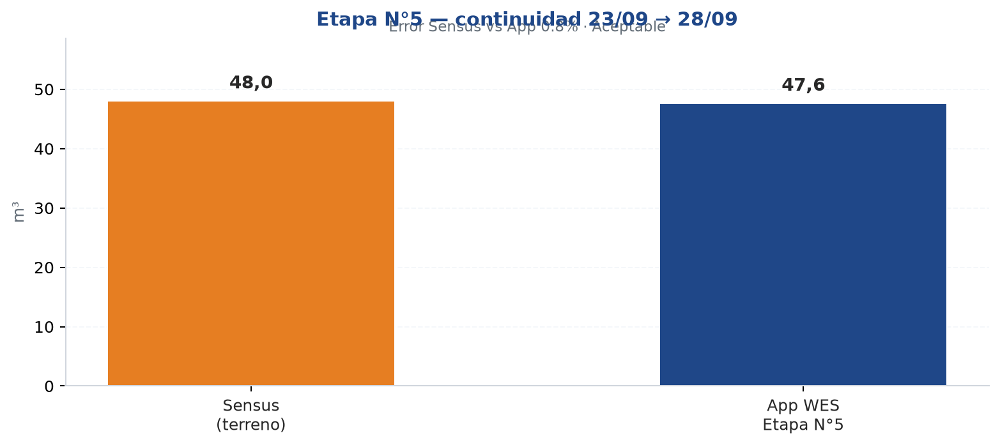 Etapa N°5 — continuidad 23/09 → 28/09
Error Sensus vs App 0.8% · Aceptable
48,0
47,6
50
40
30
20
10
0
m³
Sensus
(terreno)
App WES
Etapa N°5